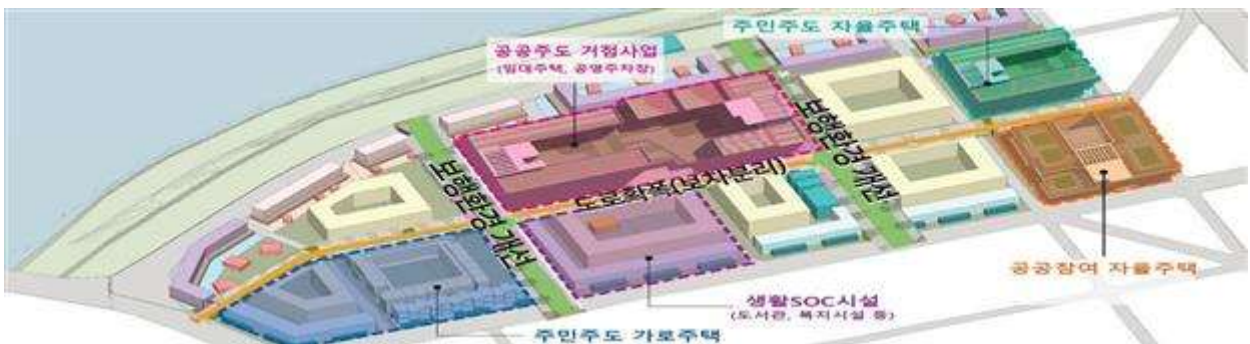 주민주도 자율주택
공공주도 거점사업
(임대주택, 공영주차장)
보행환경 개선
보행환경 개선
도로확폭(보차분리)
공공참여 자율주택
생활SOC시설
(도서관, 복지시설 등)
주민주도 가로주택